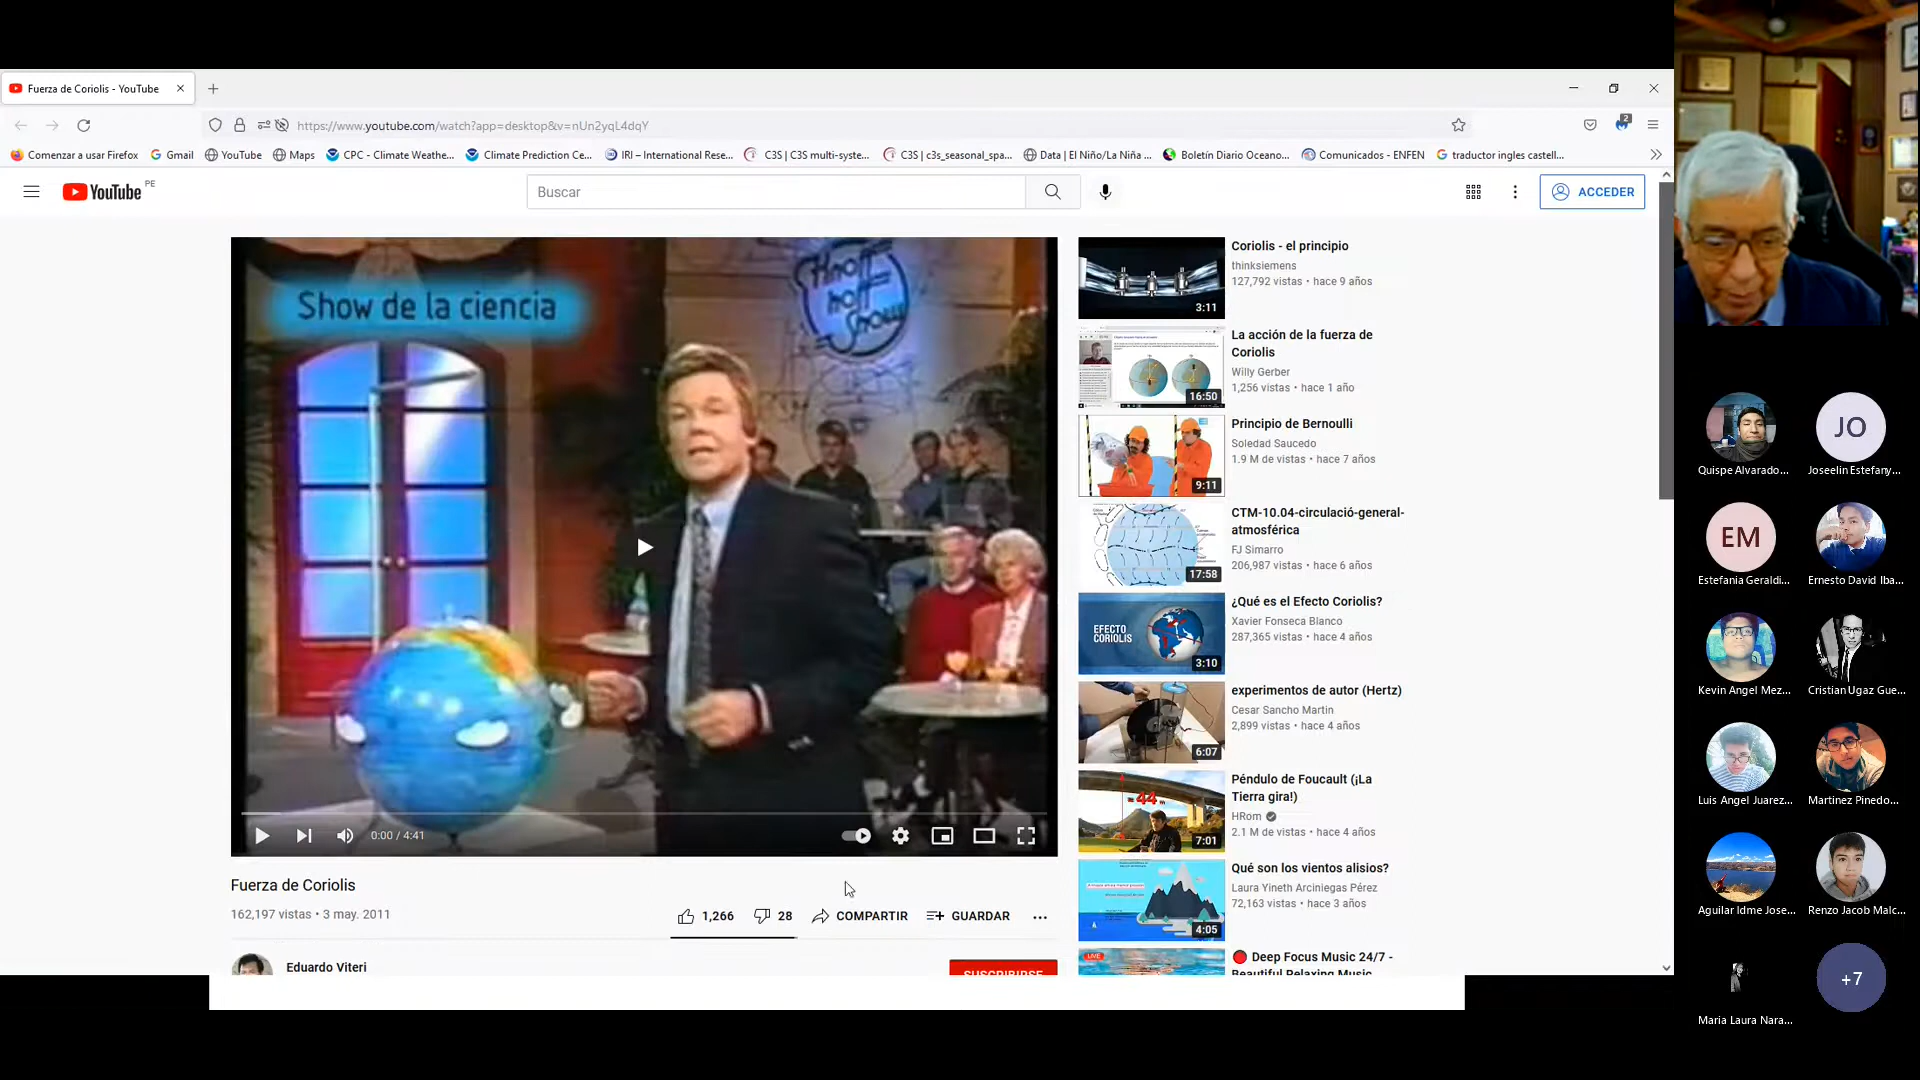 Fuerza de Coriolis - YouTube
https://www.youtube.com/watch?app=desktop&v=nUn2yqL4dqY
2
Comenzar a usar Firefox
Gmail
YouTube
Maps
CPC - Climate Weathe...
Climate Prediction Ce...
IRI – International Rese...
C3S | C3S multi-syste...
C3S | c3s_seasonal_spa...
Data | El Niño/La Niña ...
Boletín Diario Oceano...
Comunicados - ENFEN
traductor ingles castell...
YouTube PE
Buscar
ACCEDER
Show de la ciencia
Knoff
hoff
Show
0:00 / 4:41
Fuerza de Coriolis
162,197 vistas • 3 may. 2011
1,266
28
COMPARTIR
GUARDAR
Eduardo Viteri
SUSCRIBIRSE
Coriolis - el principio
thinksiemens
127,792 vistas • hace 9 años
3:11
La acción de la fuerza de
Coriolis
Willy Gerber
1,256 vistas • hace 1 año
16:50
Principio de Bernoulli
Soledad Saucedo
1.9 M de vistas • hace 7 años
9:11
CTM-10.04-circulació-general-
atmosférica
FJ Simarro
206,987 vistas • hace 6 años
17:58
¿Qué es el Efecto Coriolis?
Xavier Fonseca Blanco
287,365 vistas • hace 4 años
EFECTO
CORIOLIS
3:10
experimentos de autor (Hertz)
Cesar Sancho Martin
2,899 vistas • hace 4 años
6:07
Péndulo de Foucault (¡La
Tierra gira!)
HRom
2.1 M de vistas • hace 4 años
44
7:01
Qué son los vientos alisios?
Laura Yineth Arciniegas Pérez
72,163 vistas • hace 3 años
4:05
LIVE
Deep Focus Music 24/7 -
Beautiful Relaxing Music
Quispe Alvarado...
JO
Joseelin Estefany...
EM
Estefania Geraldi...
Ernesto David Iba...
Kevin Angel Mez...
Cristian Ugaz Gue...
Luis Angel Juarez...
Martinez Pinedo...
Aguilar Idme Jose...
Renzo Jacob Malc...
Maria Laura Nara...
+7